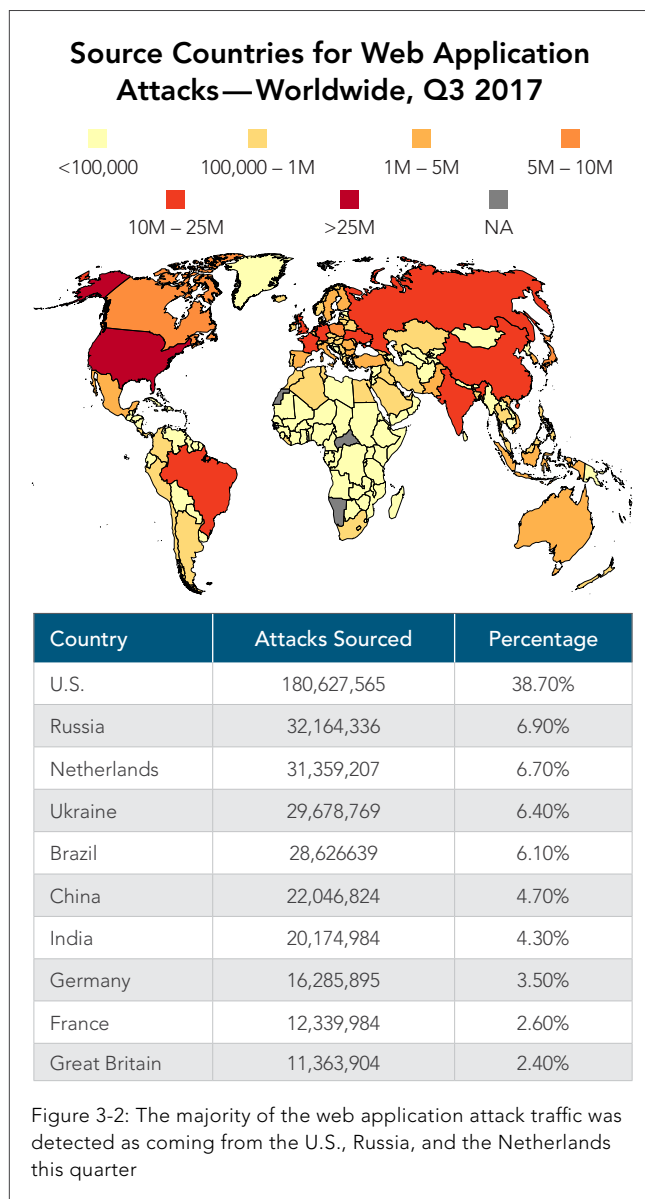 Source Countries for Web Application
Attacks—Worldwide, Q3 2017
<100,000 100,000 – 1M 1M – 5M 5M – 10M
10M – 25M >25M NA
Country Attacks Sourced Percentage
U.S. 180,627,565 38.70%
Russia 32,164,336 6.90%
Netherlands 31,359,207 6.70%
Ukraine 29,678,769 6.40%
Brazil 28,626639 6.10%
China 22,046,824 4.70%
India 20,174,984 4.30%
Germany 16,285,895 3.50%
France 12,339,984 2.60%
Great Britain 11,363,904 2.40%
Figure 3-2: The majority of the web application attack traffic was
detected as coming from the U.S., Russia, and the Netherlands
this quarter